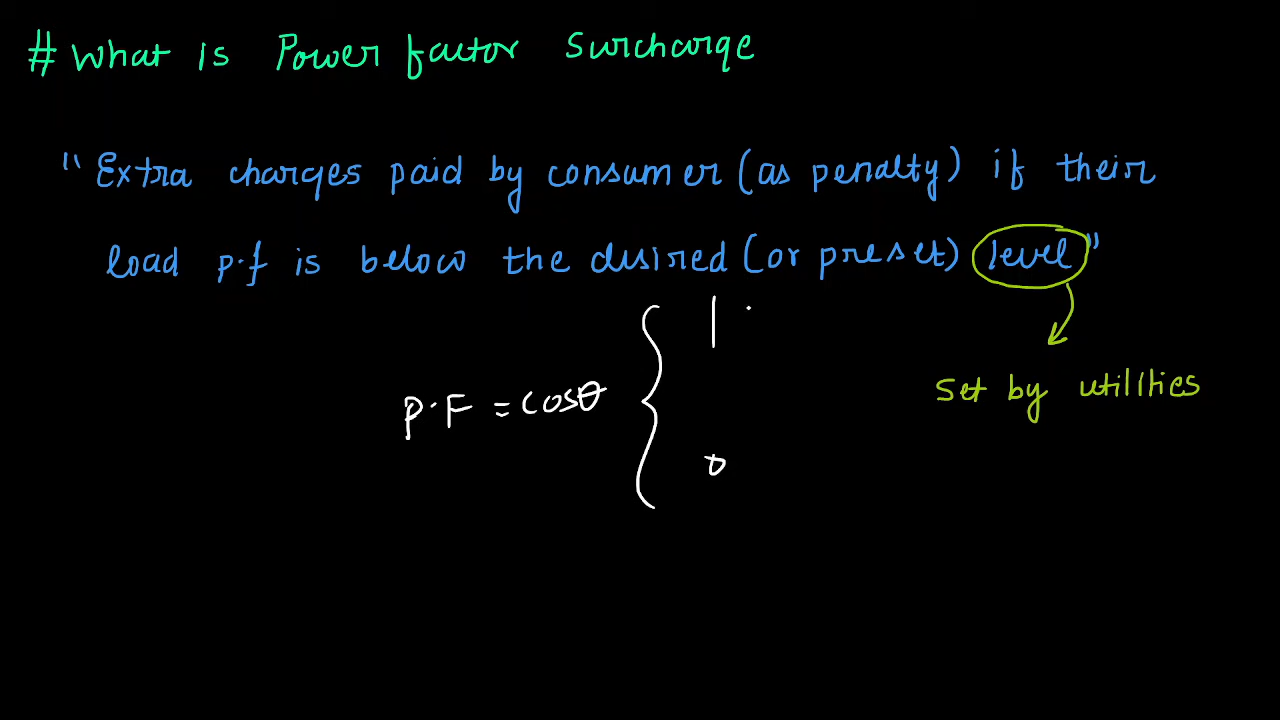 # What is Power factor Surcharge
"Extra charges paid by consumer (as penalty) if their
load p.f is below the desired (or preset) level"
Set by utilities
P.F = cosθ { 1
0